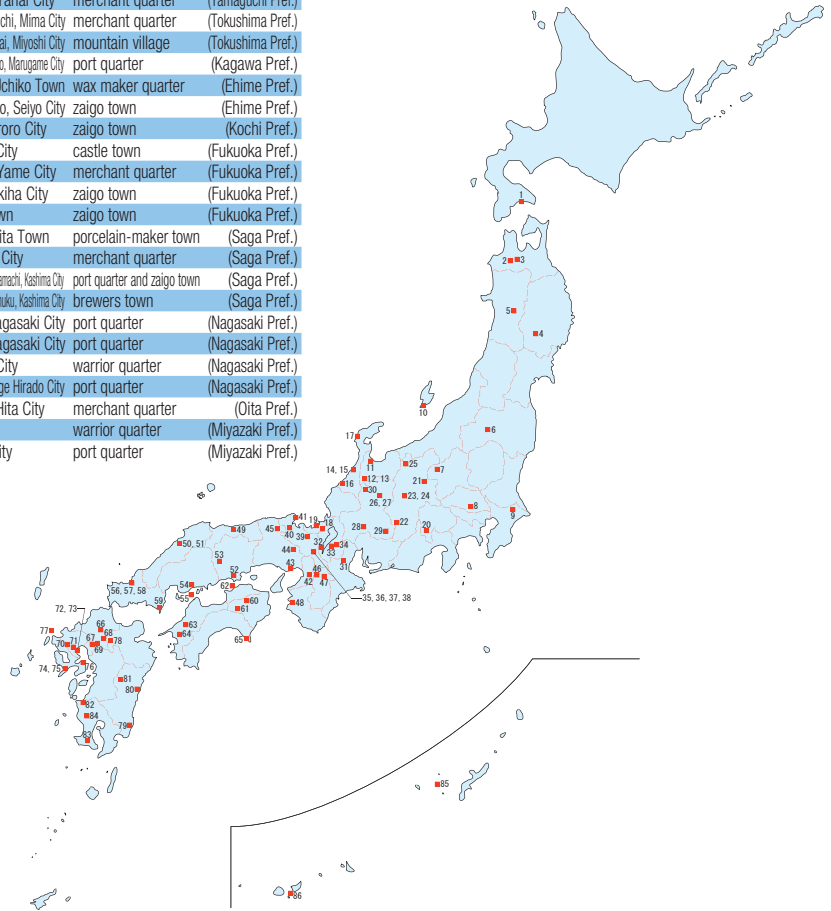 anai City merchant quarter (Yamaguchi Pref.)
chi, Mima City merchant quarter (Tokushima Pref.)
ai, Miyoshi City mountain village (Tokushima Pref.)
o, Marugame City port quarter (Kagawa Pref.)
Uchiko Town wax maker quarter (Ehime Pref.)
o, Seiyo City zaigo town (Ehime Pref.)
roro City zaigo town (Kochi Pref.)
City castle town (Fukuoka Pref.)
Yame City merchant quarter (Fukuoka Pref.)
kiha City zaigo town (Fukuoka Pref.)
wn zaigo town (Fukuoka Pref.)
ita Town porcelain-maker town (Saga Pref.)
City merchant quarter (Saga Pref.)
amachi, Kashima City port quarter and zaigo town (Saga Pref.)
huku, Kashima City brewers town (Saga Pref.)
agasaki City port quarter (Nagasaki Pref.)
agasaki City port quarter (Nagasaki Pref.)
City warrior quarter (Nagasaki Pref.)
ge Hirado City port quarter (Nagasaki Pref.)
Hita City merchant quarter (Oita Pref.)
warrior quarter (Miyazaki Pref.)
ity port quarter (Miyazaki Pref.)
1
2 3
5
4
10
6
17
11
25
14, 15
7
12, 13
21
16
30
26, 27
23, 24
8
9
41
19 18
22
28
29
20
45
40
39
49
50, 51
32
34
44
33
53
31
43
46
52
42
47
54
62
56, 57, 58
55
35, 36, 37, 38
48
60
59
61
72, 73
66
63
77
68
64
67
78
65
70
71
69
76
74, 75
81
80
82
84
79
83
85
86